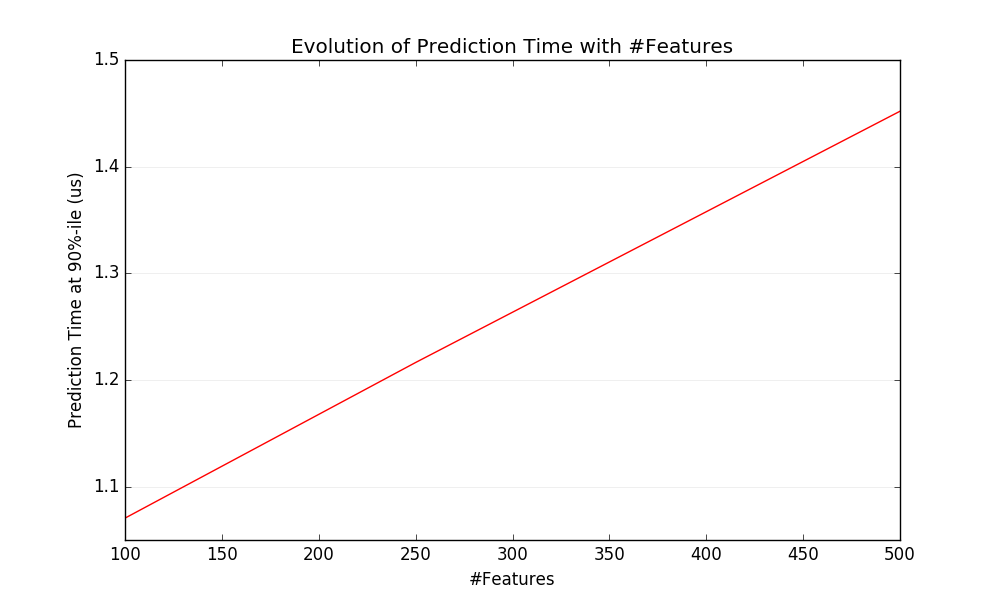 Evolution of Prediction Time with #Features
1.5
1.4
1.3
1.2
1.1
Prediction Time at 90%-ile (us)
100 150 200 250 300 350 400 450 500
#Features